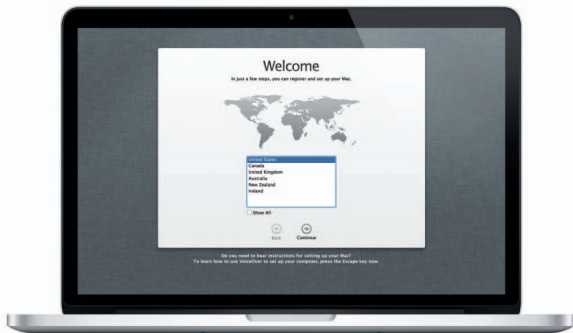 Welcome
In just a few steps, you can register and set up your Mac.
United States
Canada
United Kingdom
Australia
New Zealand
Ireland
Show All
Back
Continue
Do you need to hear instructions for setting up your Mac?
To learn how to use VoiceOver to set up your computer, press the Escape key now.